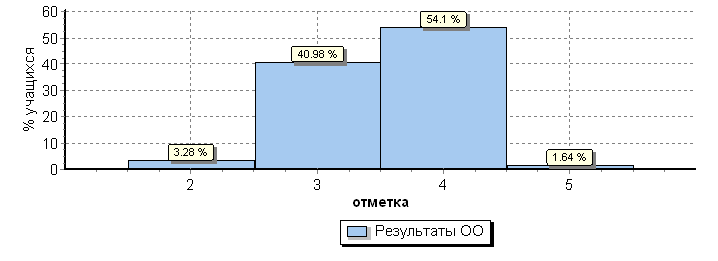 % учащихся
60
50
40
30
20
10
0
3.28 %
40.98 %
54.1 %
1.64 %
2 3 4 5
отметка
Результаты ОО